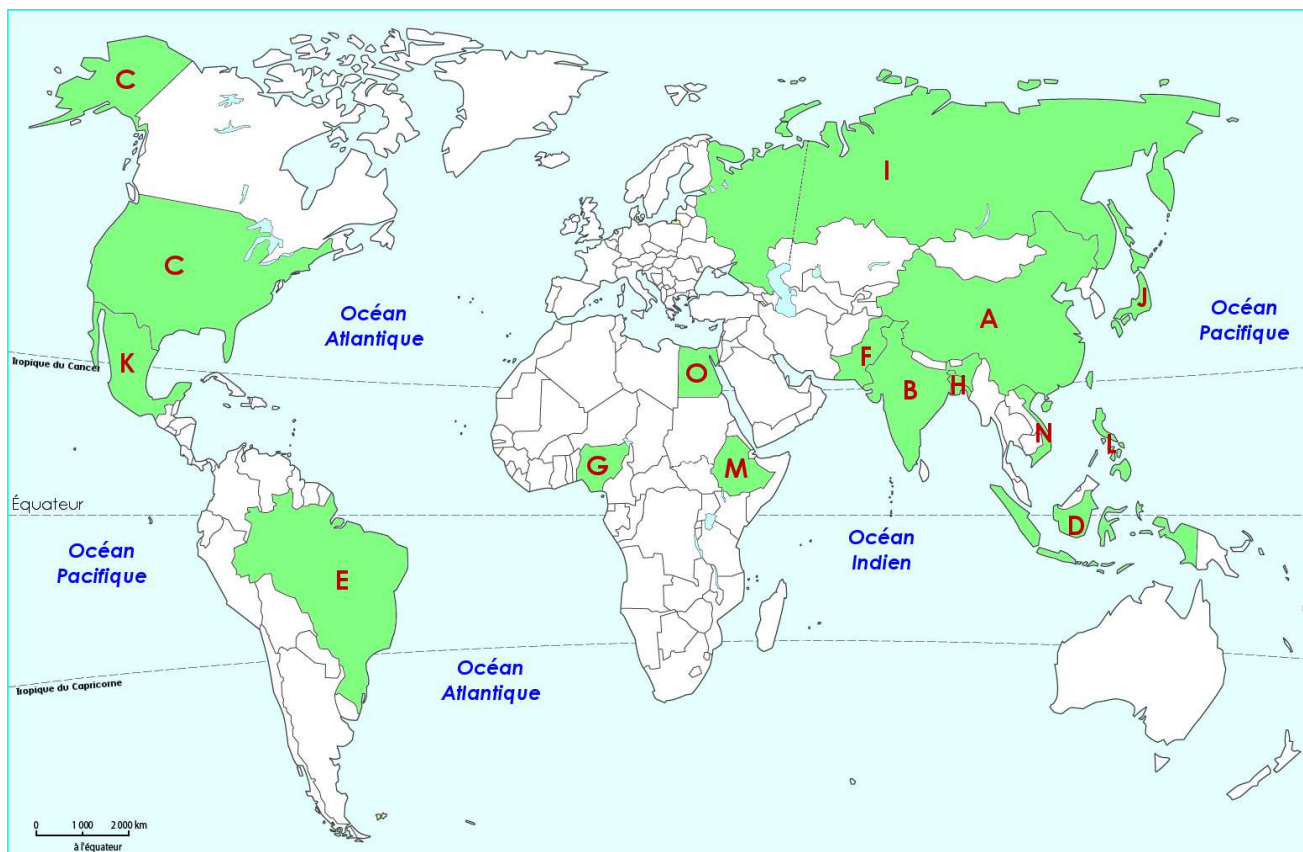 C
I
C
J
Océan
Atlantique
Océan
Pacifique
A
Tropique du Cancer
K
F
O
B
H
N
L
G
M
Équateur
D
Océan
Pacifique
Océan
Indien
E
Tropique du Capricorne
Océan
Atlantique
0 1 000 2 000 km
à l'équateur